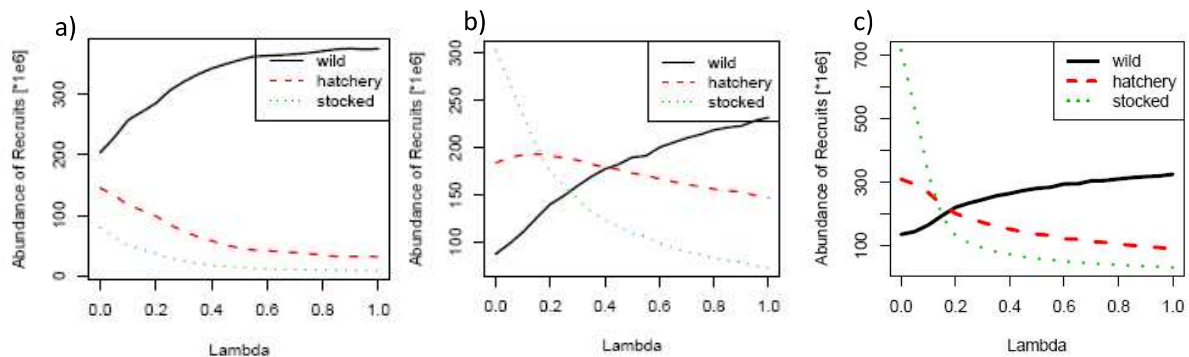 a)
Abundance of Recruits [*1e6]
300
200
100
0
wild
hatchery
stocked
0.0 0.2 0.4 0.6 0.8 1.0
Lambda
b)
Abundance of Recruits [*1e6]
300
250
200
150
100
wild
hatchery
stocked
0.0 0.2 0.4 0.6 0.8 1.0
Lambda
c)
Abundance of Recruits [*1e6]
700
500
300
100
wild
hatchery
stocked
0.0 0.2 0.4 0.6 0.8 1.0
Lambda